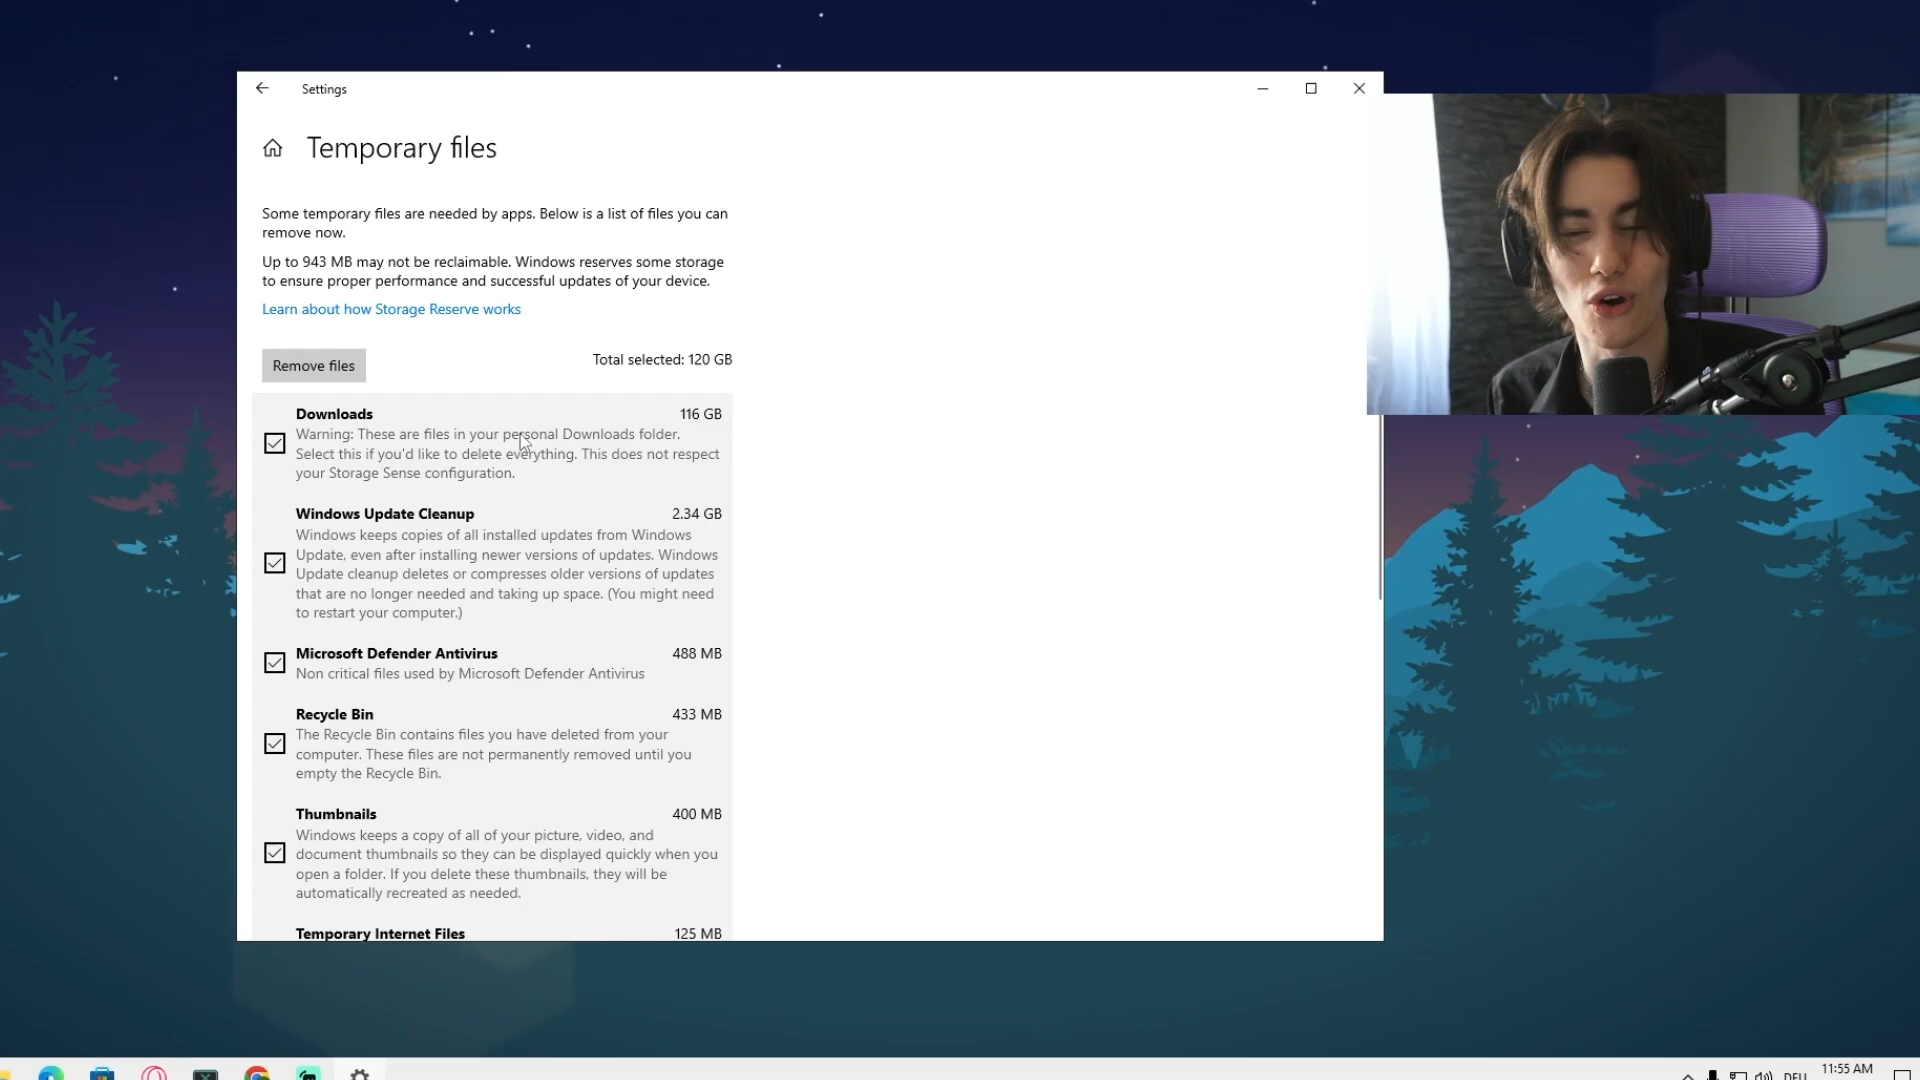 Settings
Temporary files
Some temporary files are needed by apps. Below is a list of files you can
remove now.
Up to 943 MB may not be reclaimable. Windows reserves some storage
to ensure proper performance and successful updates of your device.
Learn about how Storage Reserve works
Remove files
Total selected: 120 GB
Downloads 116 GB
Warning: These are files in your personal Downloads folder.
Select this if you'd like to delete everything. This does not respect
your Storage Sense configuration.
Windows Update Cleanup 2.34 GB
Windows keeps copies of all installed updates from Windows
Update, even after installing newer versions of updates. Windows
Update cleanup deletes or compresses older versions of updates
that are no longer needed and taking up space. (You might need
to restart your computer.)
Microsoft Defender Antivirus 488 MB
Non critical files used by Microsoft Defender Antivirus
Recycle Bin 433 MB
The Recycle Bin contains files you have deleted from your
computer. These files are not permanently removed until you
empty the Recycle Bin.
Thumbnails 400 MB
Windows keeps a copy of all of your picture, video, and
document thumbnails so they can be displayed quickly when you
open a folder. If you delete these thumbnails, they will be
automatically recreated as needed.
Temporary Internet Files 125 MB
DEU
11:55 AM